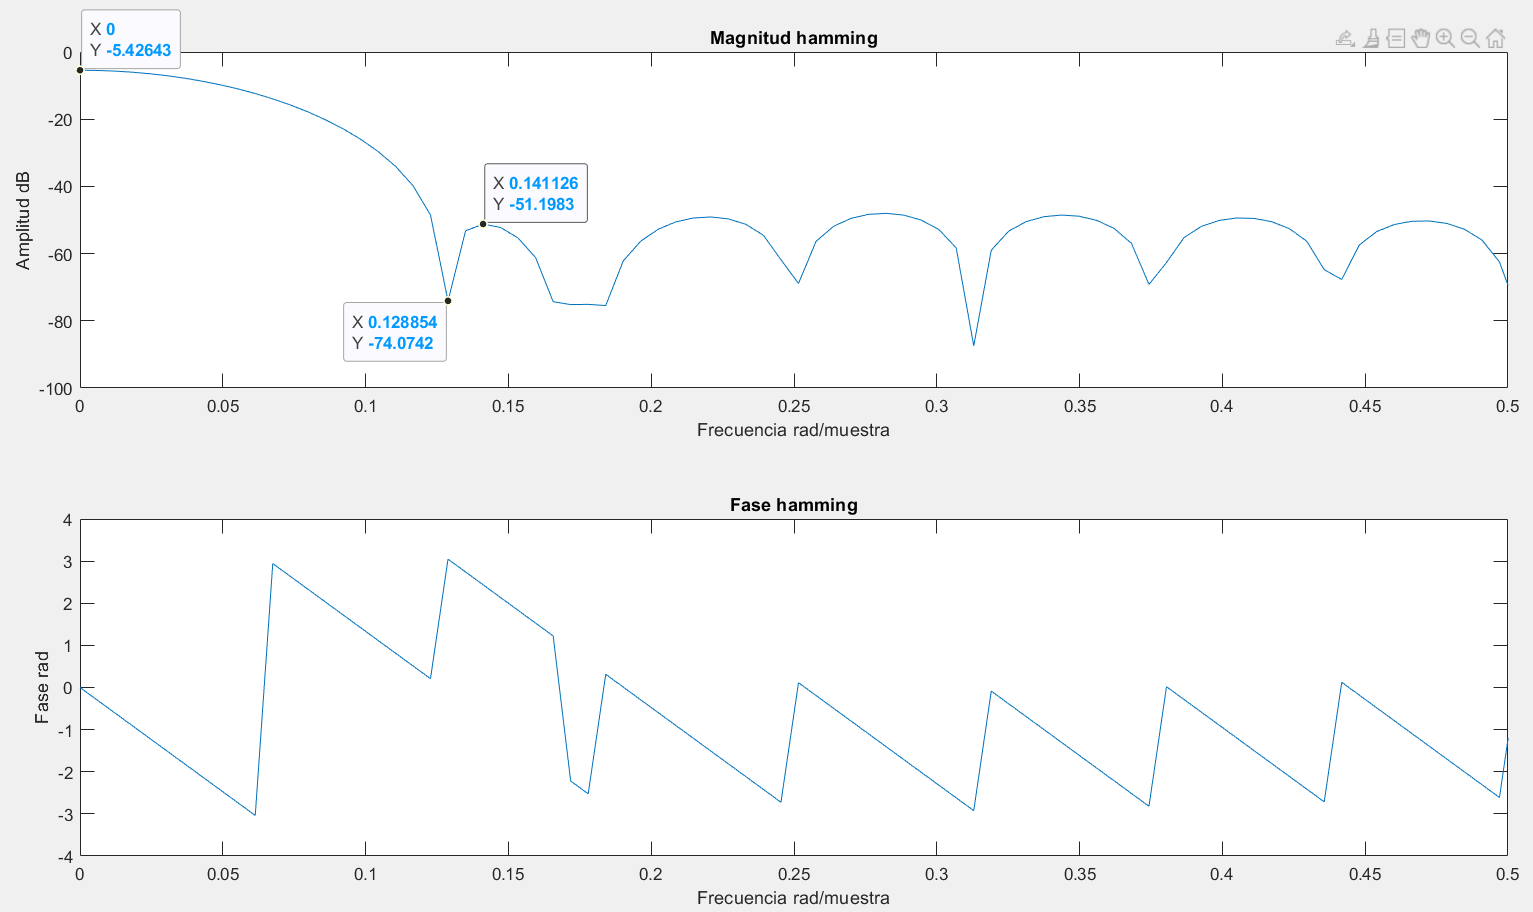 X 0
Y -5.42643
Magnitud hamming
0
-20
-40
-60
-80
-100
Amplitud dB
X 0.141126
Y -51.1983
X 0.128854
Y -74.0742
0 0.05 0.1 0.15 0.2 0.25 0.3 0.35 0.4 0.45 0.5
Frecuencia rad/muestra
Fase hamming
4
3
2
1
0
-1
-2
-3
-4
Fase rad
0 0.05 0.1 0.15 0.2 0.25 0.3 0.35 0.4 0.45 0.5
Frecuencia rad/muestra